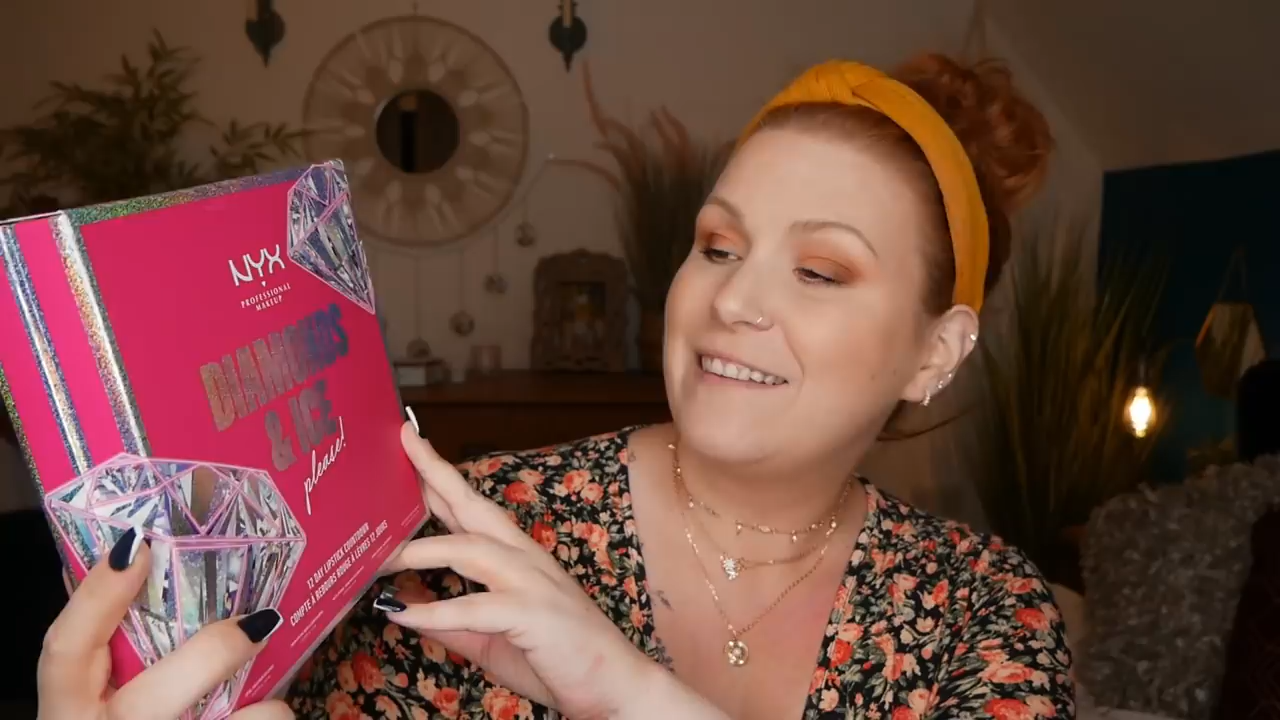 NYX
PROFESSIONAL
MAKEUP
DIAMONDS
& ICE
please!
12 DAY LIPSTICK COUNTDOWN
COMPTE À REBOURS ROUGE À LÈVRES 12 JOURS